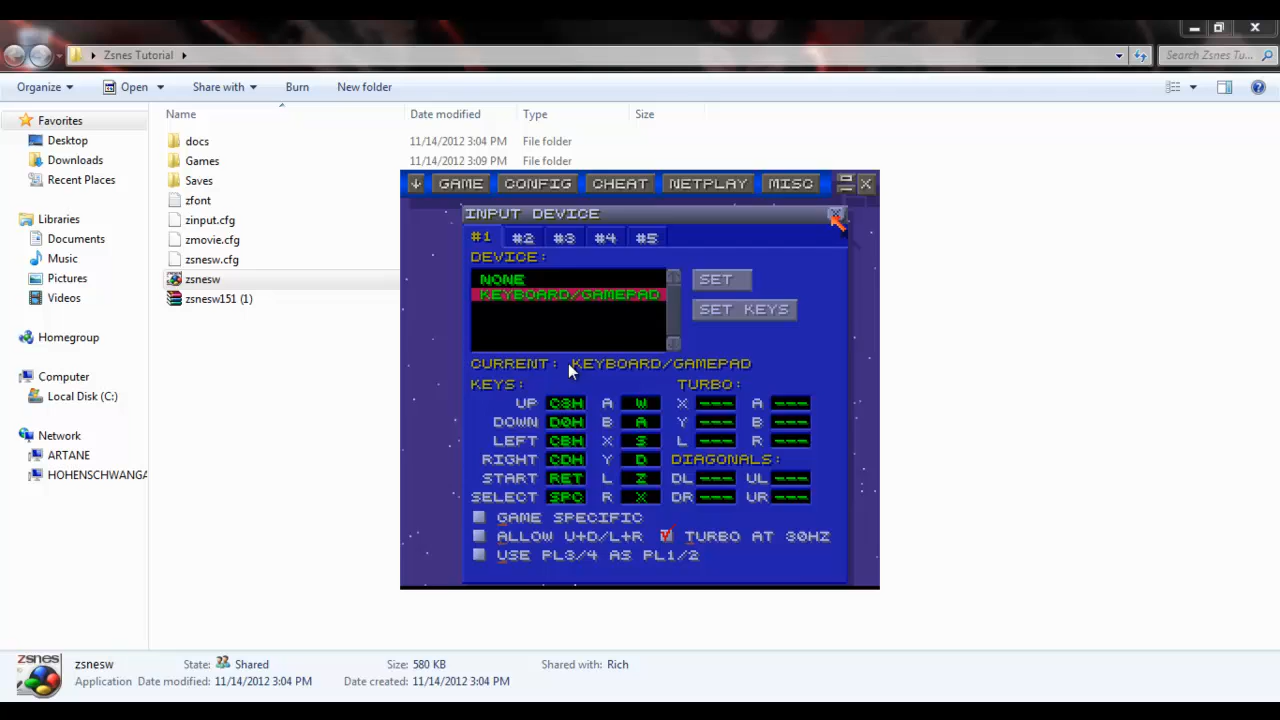 Zsnes Tutorial
Search Zsnes Tu...
Organize Open Share with Burn New folder
Name Date modified Type Size
Favorites
Desktop
Downloads
Recent Places
Libraries
Documents
Music
Pictures
Videos
Homegroup
Computer
Local Disk (C:)
Network
ARTANE
HOHENSCHWANGA
docs 11/14/2012 3:04 PM File folder
Games 11/14/2012 3:09 PM File folder
Saves
zfont
zinput.cfg
zmovie.cfg
zsnesw.cfg
zsnesw
zsnesw151 (1)
GAME CONFIG CHEAT NETPLAY MISC X
INPUT DEVICE
#1 #2 #3 #4 #5
DEVICE:
NONE SET
KEYBOARD/GAMEPAD
SET KEYS
CURRENT: KEYBOARD/GAMEPAD
KEYS: TURBO:
UP C8H A W X --- A ---
DOWN D0H B A Y --- B ---
LEFT CBH X S L --- R ---
RIGHT CDH Y D DIAGONALS:
START RET L Z DL --- UL ---
SELECT SPC R X DR --- UR ---
GAME SPECIFIC
ALLOW U+D/L+R TURBO AT 30HZ
USE PL3/4 AS PL1/2
zsnes
zsnesw State: Shared Size: 580 KB Shared with: Rich
Application Date modified: 11/14/2012 3:04 PM Date created: 11/14/2012 3:04 PM